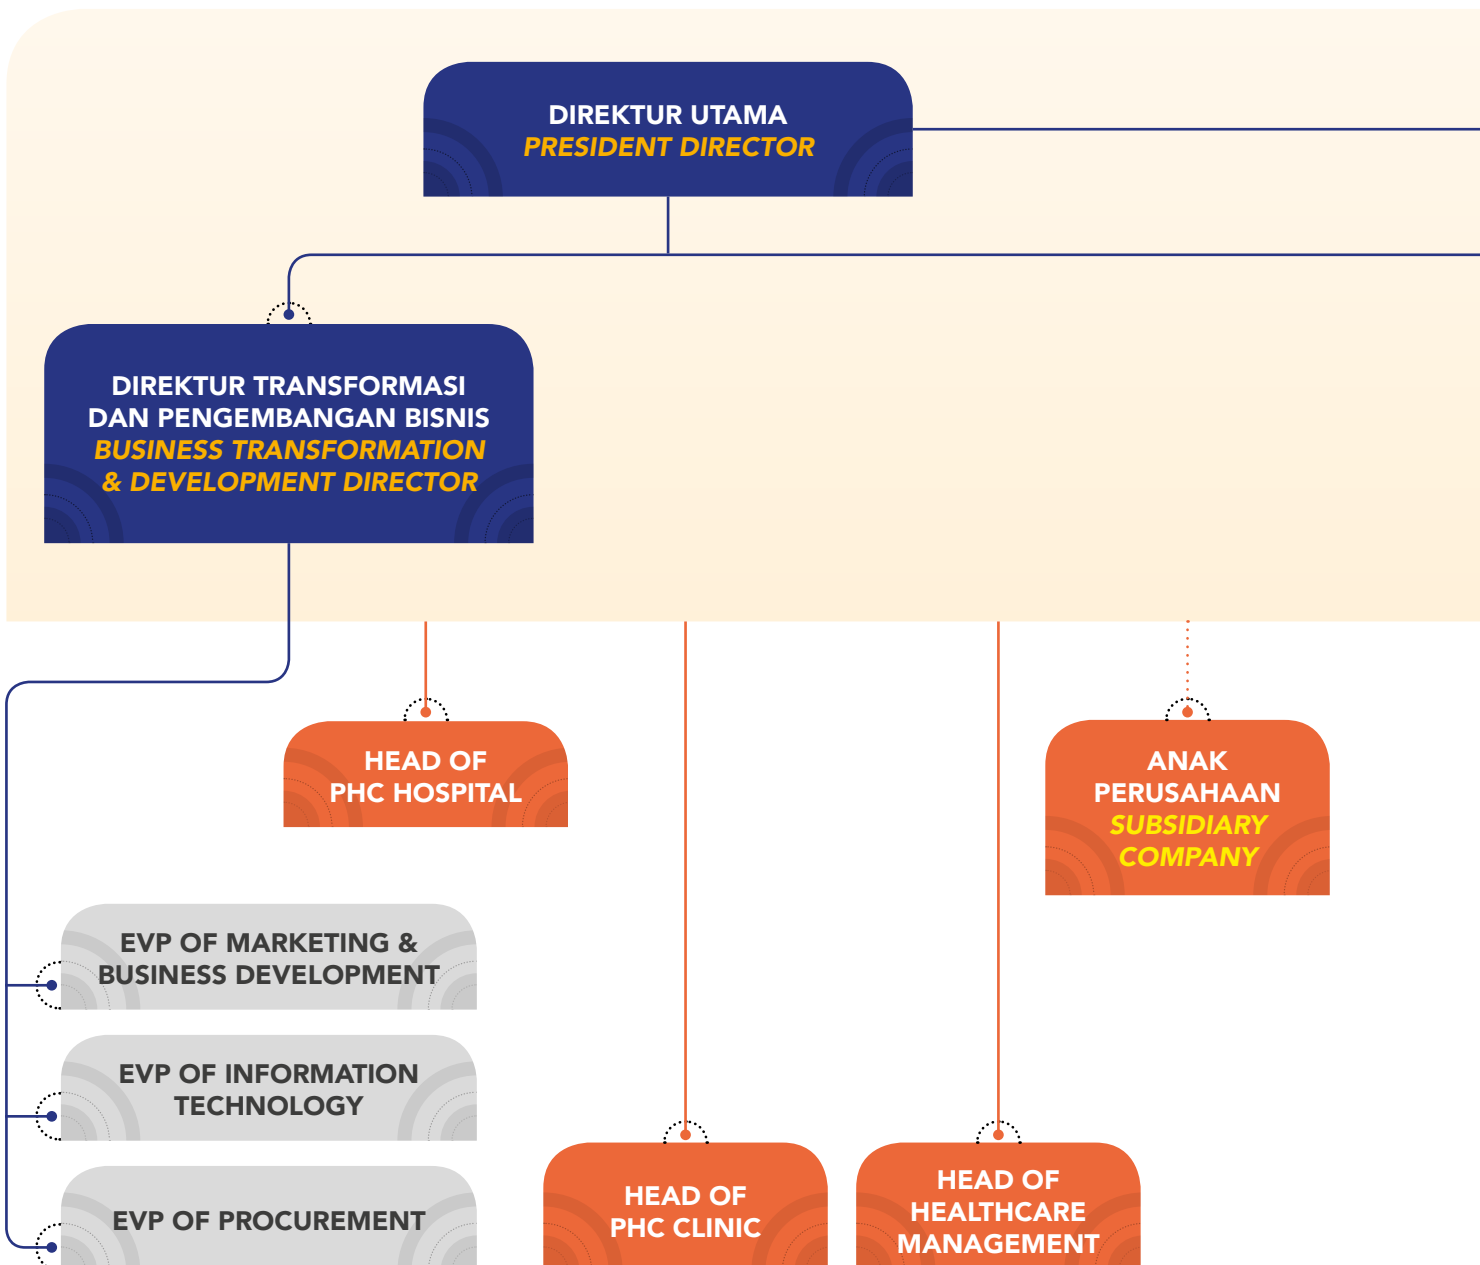 DIREKTUR UTAMA
PRESIDENT DIRECTOR
DIREKTUR TRANSFORMASI
DAN PENGEMBANGAN BISNIS
BUSINESS TRANSFORMATION
& DEVELOPMENT DIRECTOR
HEAD OF
PHC HOSPITAL
ANAK
PERUSAHAAN
SUBSIDIARY
COMPANY
EVP OF MARKETING &
BUSINESS DEVELOPMENT
EVP OF INFORMATION
TECHNOLOGY
EVP OF PROCUREMENT
HEAD OF
PHC CLINIC
HEAD OF
HEALTHCARE
MANAGEMENT